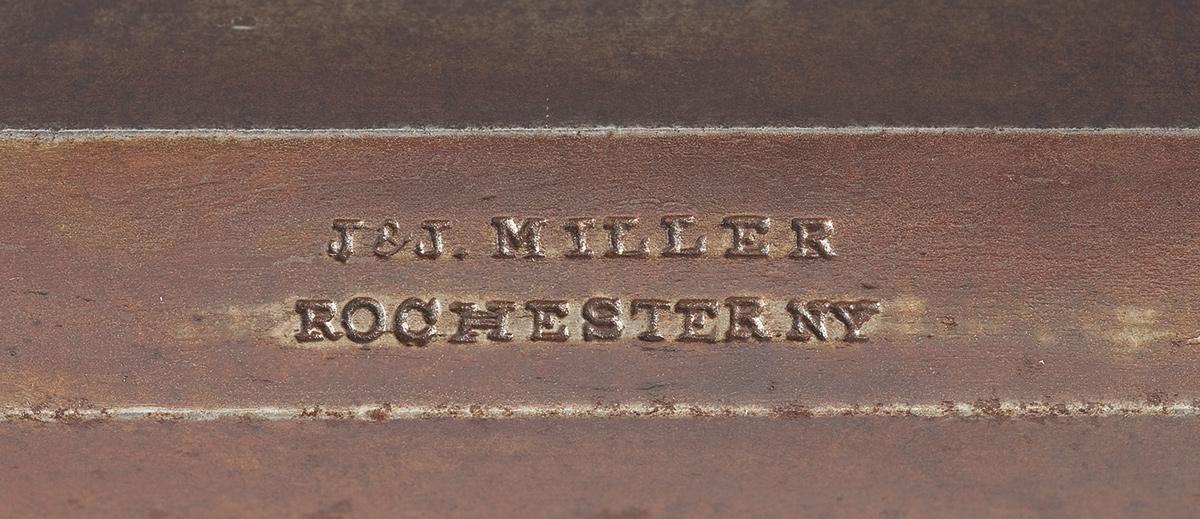 J&J. MILLER
ROCHESTER NY